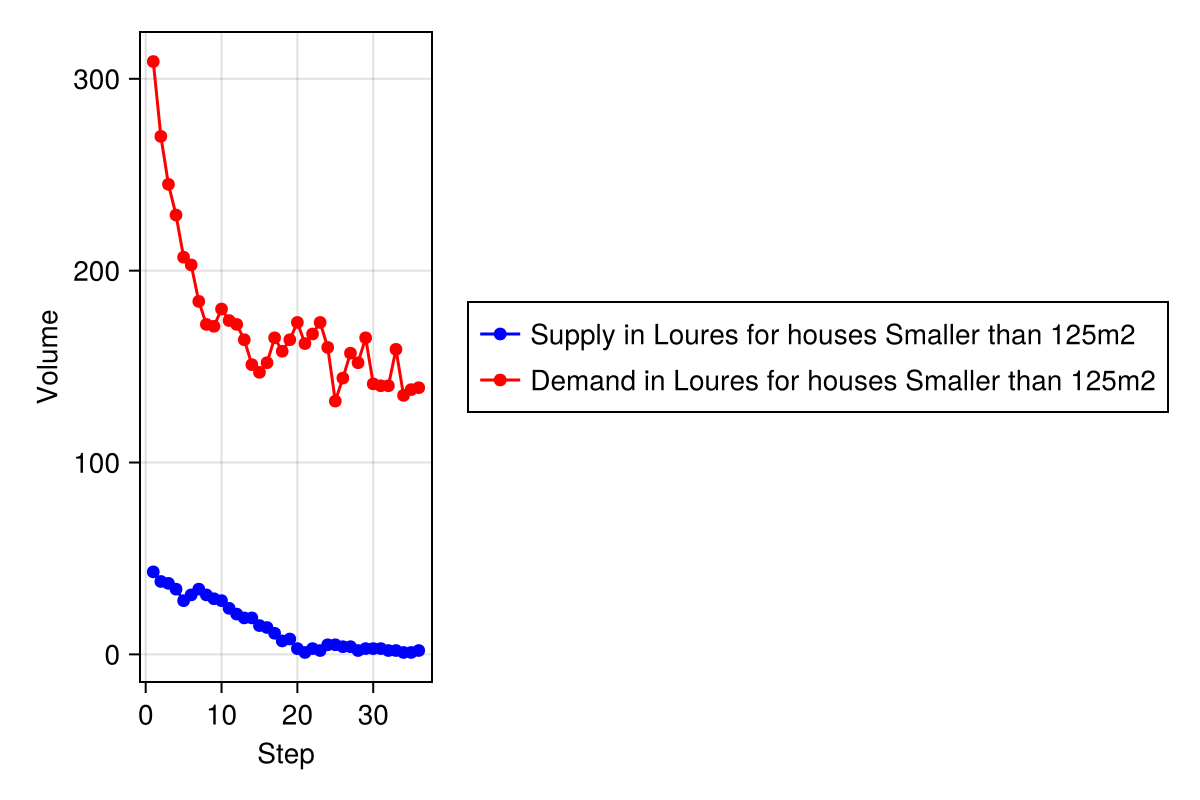 300
200
100
0
Volume
0 10 20 30
Step
Supply in Loures for houses Smaller than 125m2
Demand in Loures for houses Smaller than 125m2